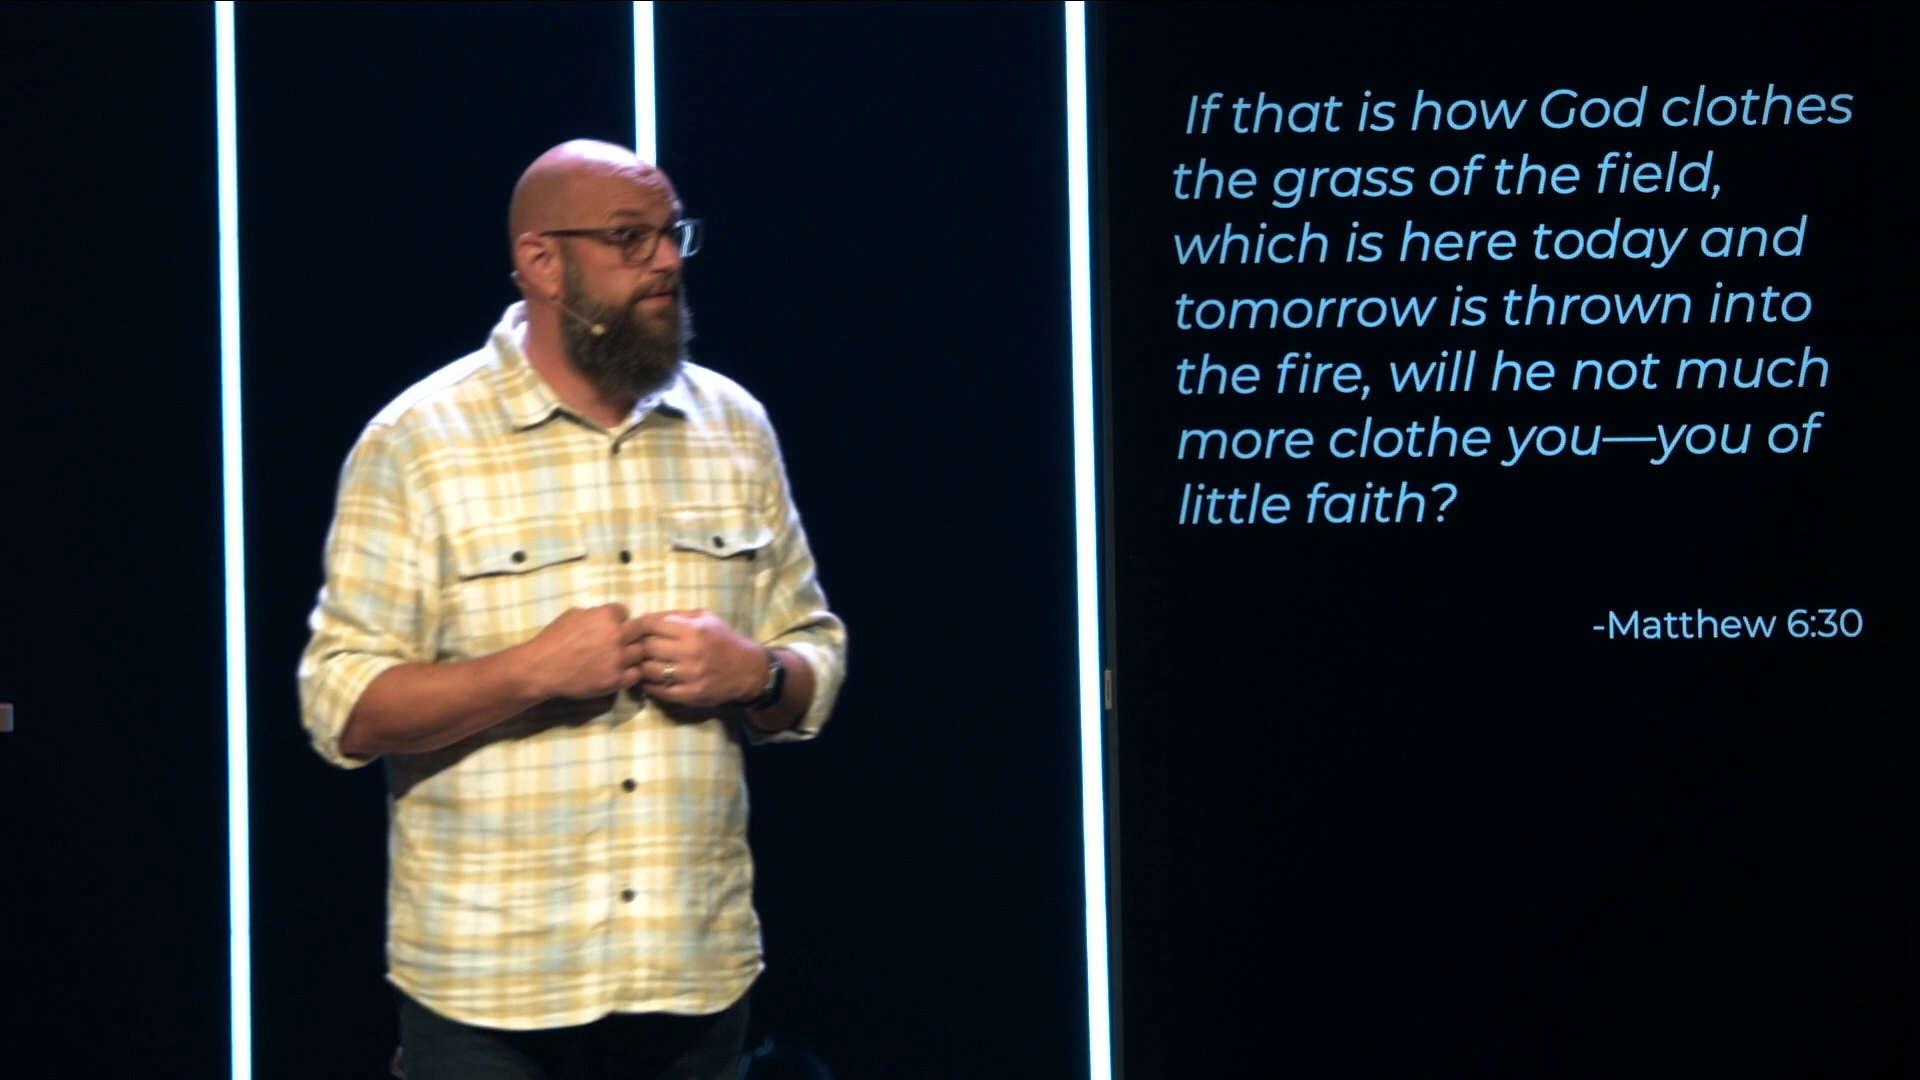 If that is how God clothes
the grass of the field,
which is here today and
tomorrow is thrown into
the fire, will he not much
more clothe you—you of
little faith?
-Matthew 6:30